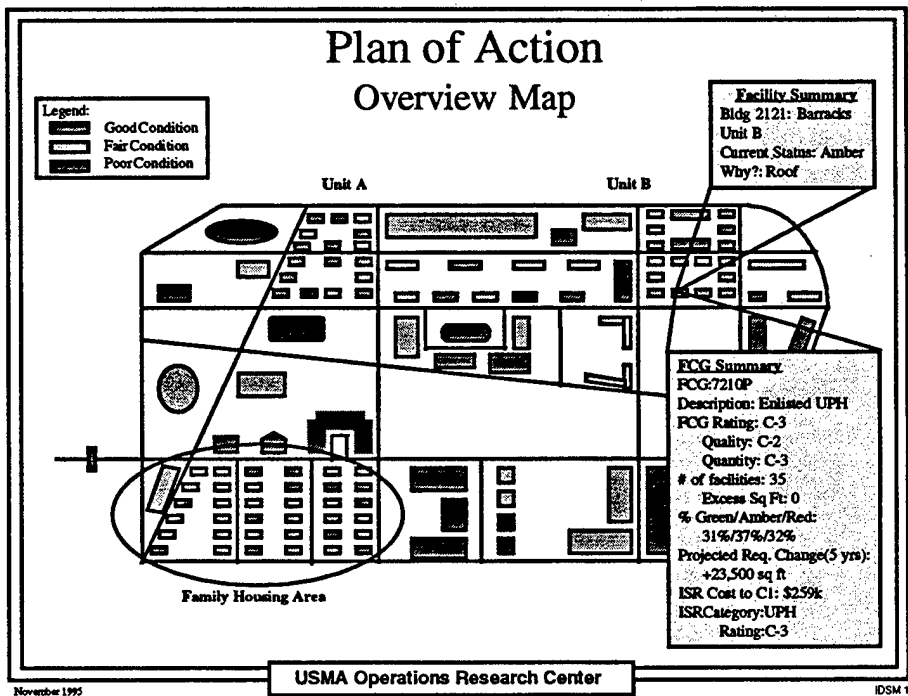 Plan of Action
Overview Map
Legend:
Good Condition
Fair Condition
Poor Condition
Facility Summary
Bldg 2121: Barracks
Unit B
Current Status: Amber
Why?: Roof
Unit A
Unit B
FCG Summary
FCG:7210P
Description: Enlisted UPH
FCG Rating: C-3
Quality: C-2
Quantity: C-3
# of facilities: 35
Excess Sq Ft: 0
% Green/Amber/Red:
31%/37%/32%
Projected Req. Change(5 yrs):
+23,500 sq ft
ISR Cost to C1: $259k
ISRCategory:UPH
Rating:C-3
Family Housing Area
USMA Operations Research Center
November 1995
IDSM 1